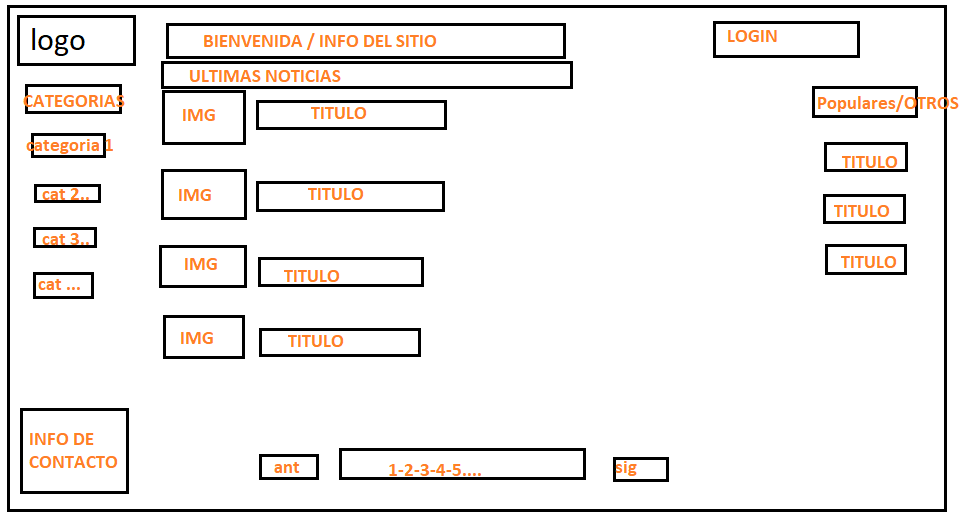 logo
BIENVENIDA / INFO DEL SITIO
LOGIN
ULTIMAS NOTICIAS
CATEGORIAS
categoria 1
cat 2..
cat 3..
cat ...
IMG
TITULO
IMG
TITULO
IMG
TITULO
IMG
TITULO
Populares/OTROS
TITULO
TITULO
TITULO
INFO DE
CONTACTO
ant
1-2-3-4-5....
sig